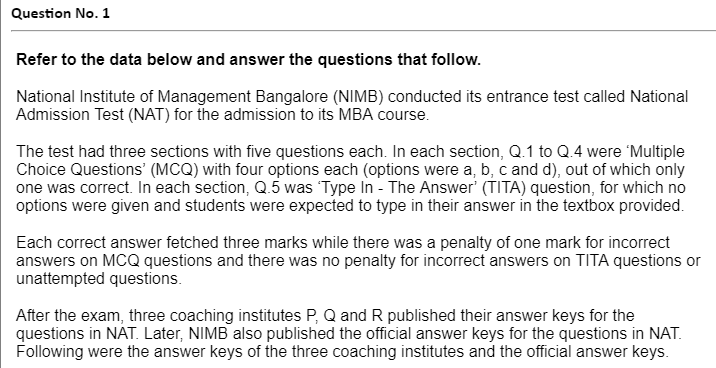 Question No. 1
Refer to the data below and answer the questions that follow.
National Institute of Management Bangalore (NIMB) conducted its entrance test called National
Admission Test (NAT) for the admission to its MBA course.
The test had three sections with five questions each. In each section, Q.1 to Q.4 were ‘Multiple
Choice Questions’ (MCQ) with four options each (options were a, b, c and d), out of which only
one was correct. In each section, Q.5 was ‘Type In - The Answer’ (TITA) question, for which no
options were given and students were expected to type in their answer in the textbox provided.
Each correct answer fetched three marks while there was a penalty of one mark for incorrect
answers on MCQ questions and there was no penalty for incorrect answers on TITA questions or
unattempted questions.
After the exam, three coaching institutes P, Q and R published their answer keys for the
questions in NAT. Later, NIMB also published the official answer keys for the questions in NAT.
Following were the answer keys of the three coaching institutes and the official answer keys.